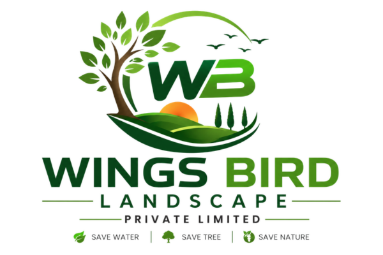 WB
WINGS BIRD
LANDSCAPE
PRIVATE LIMITED
SAVE WATER | SAVE TREE | SAVE NATURE